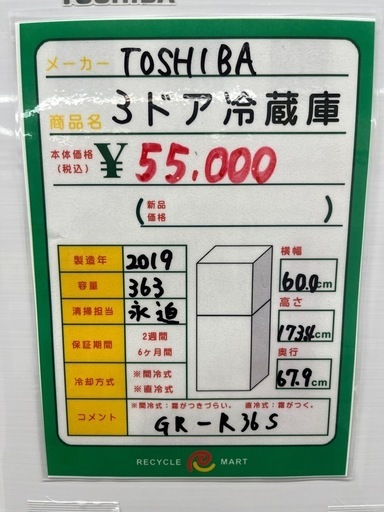 TOSHIBA
メーカー TOSHIBA
商品名 3ドア冷蔵庫
本体価格
(税込) ¥55,000
(新品
価格 )
製造年 2019
容量 363
清掃担当 永迫
保証期間 2週間
6ヶ月間
冷却方式 ※間冷式
※直冷式
横幅
60.0cm
高さ
173.4cm
奥行
67.9cm
※間冷式：霜がつきづらい。 直冷式：霜がつく。
コメント GR-R36S
RECYCLE MART